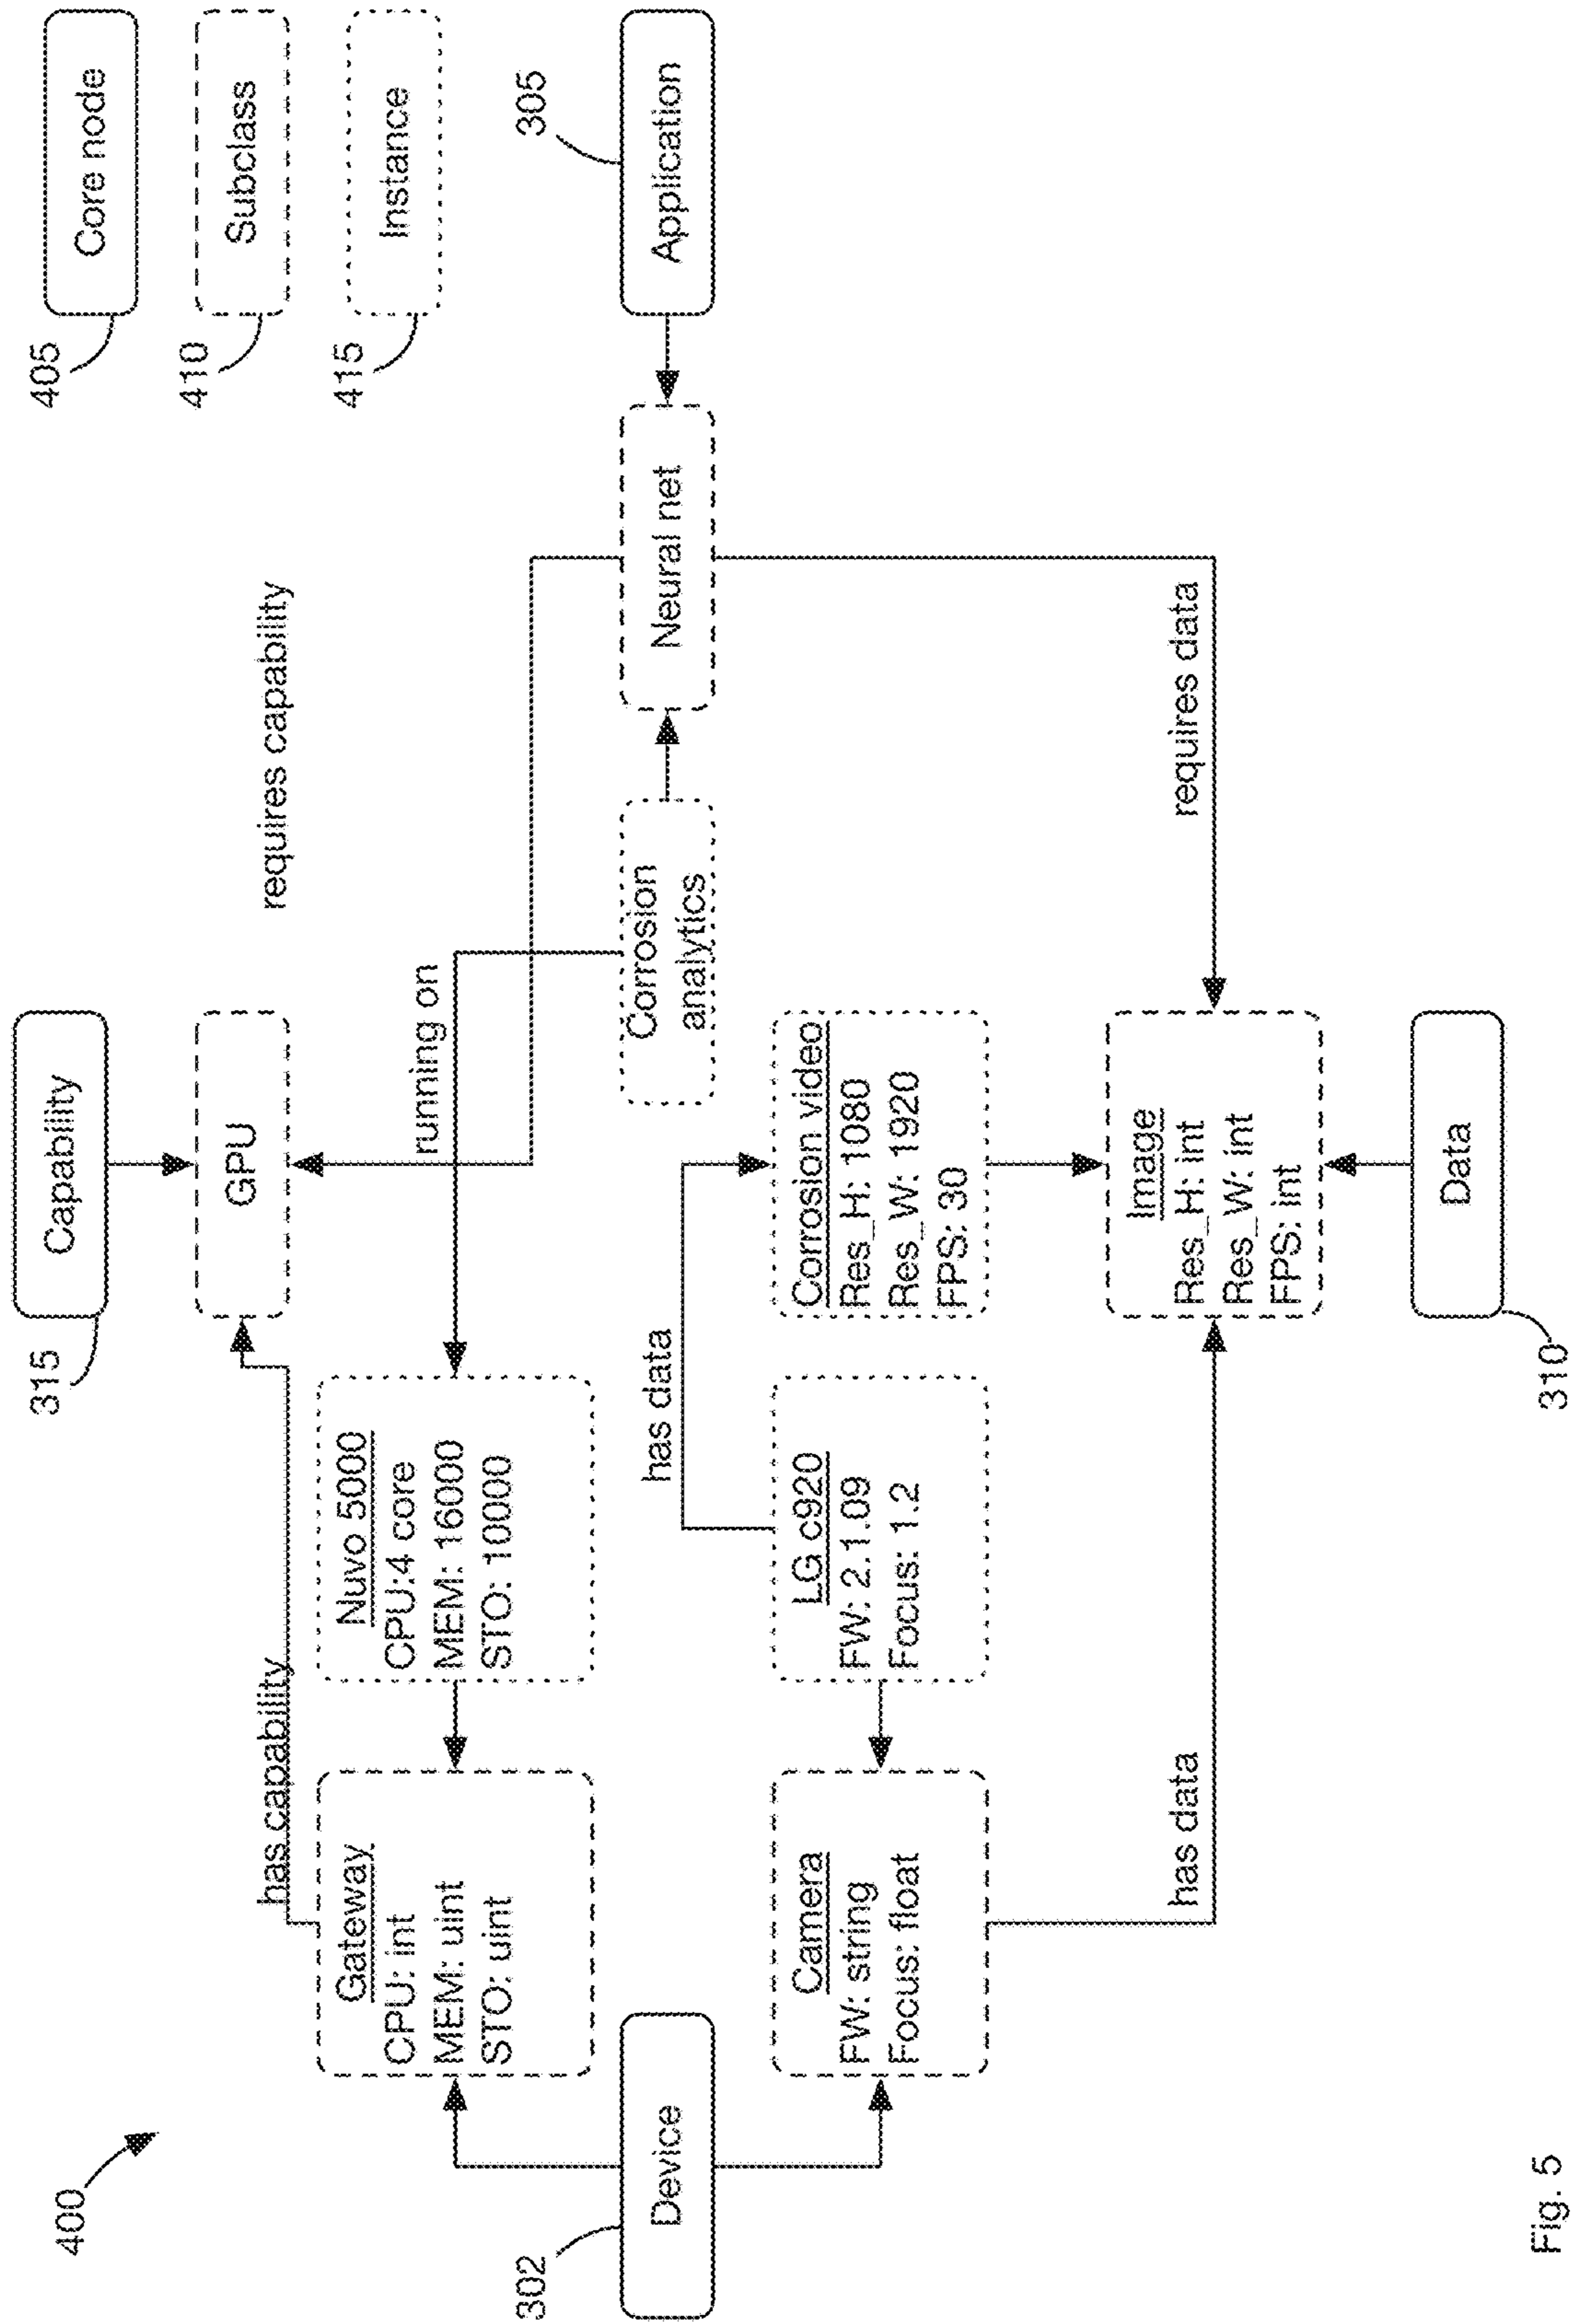 400
315
Capability
405
Core node
has capability
GPU
requires capability
410
Subclass
Gateway
CPU: int
MEM: uint
STO: uint
Nuvo 5000
CPU:4 core
MEM: 16000
STO: 10000
running on
415
Instance
302
Device
has data
Corrosion
analytics
Neural net
305
Application
Camera
FW: string
Focus: float
LG c920
FW: 2.1.09
Focus: 1.2
Corrosion video
Res_H: 1080
Res_W: 1920
FPS: 30
has data
Image
Res_H: int
Res_W: int
FPS: int
requires data
310
Data
Fig. 5